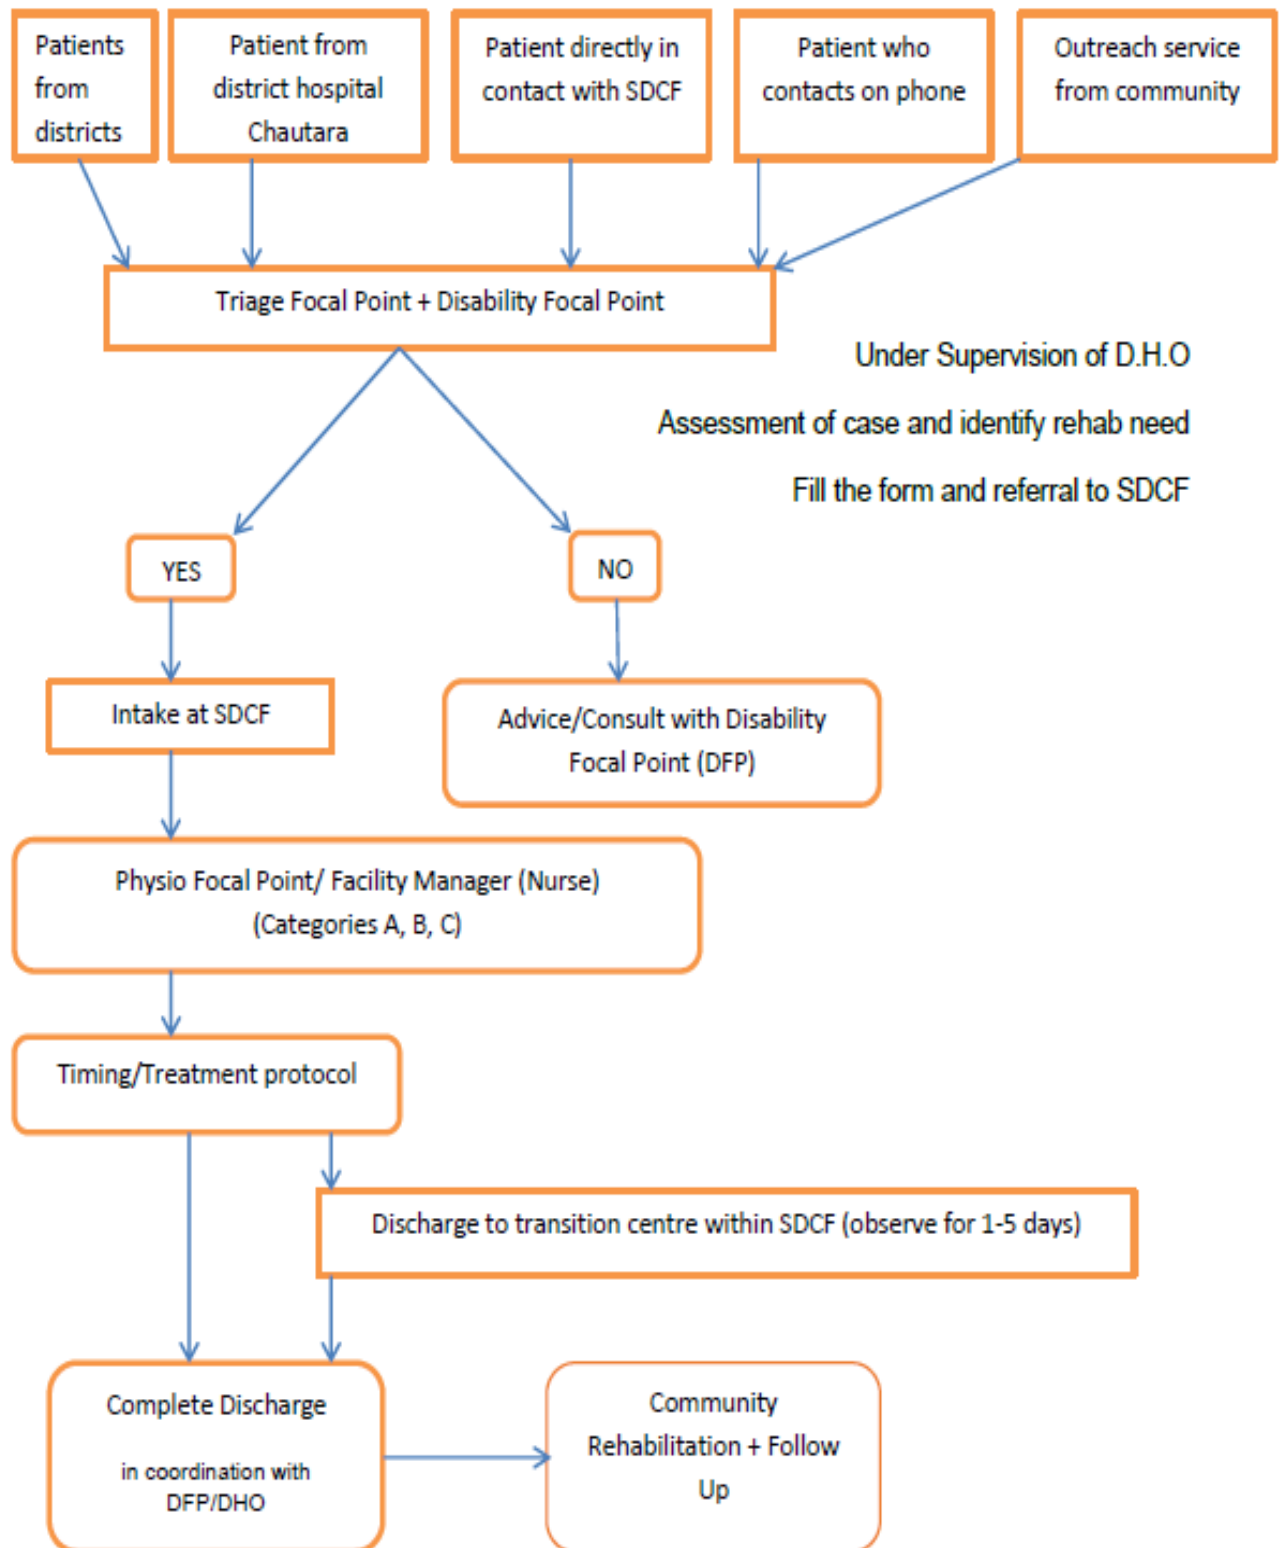 Patients
from
districts
Patient from
district hospital
Chautara
Patient directly in
contact with SDCF
Patient who
contacts on phone
Outreach service
from community
Triage Focal Point + Disability Focal Point
Under Supervision of D.H.O
Assessment of case and identify rehab need
Fill the form and referral to SDCF
YES
NO
Intake at SDCF
Advice/Consult with Disability
Focal Point (DFP)
Physio Focal Point/ Facility Manager (Nurse)
(Categories A, B, C)
Timing/Treatment protocol
Discharge to transition centre within SDCF (observe for 1-5 days)
Complete Discharge
in coordination with
DFP/DHO
Community
Rehabilitation + Follow
Up